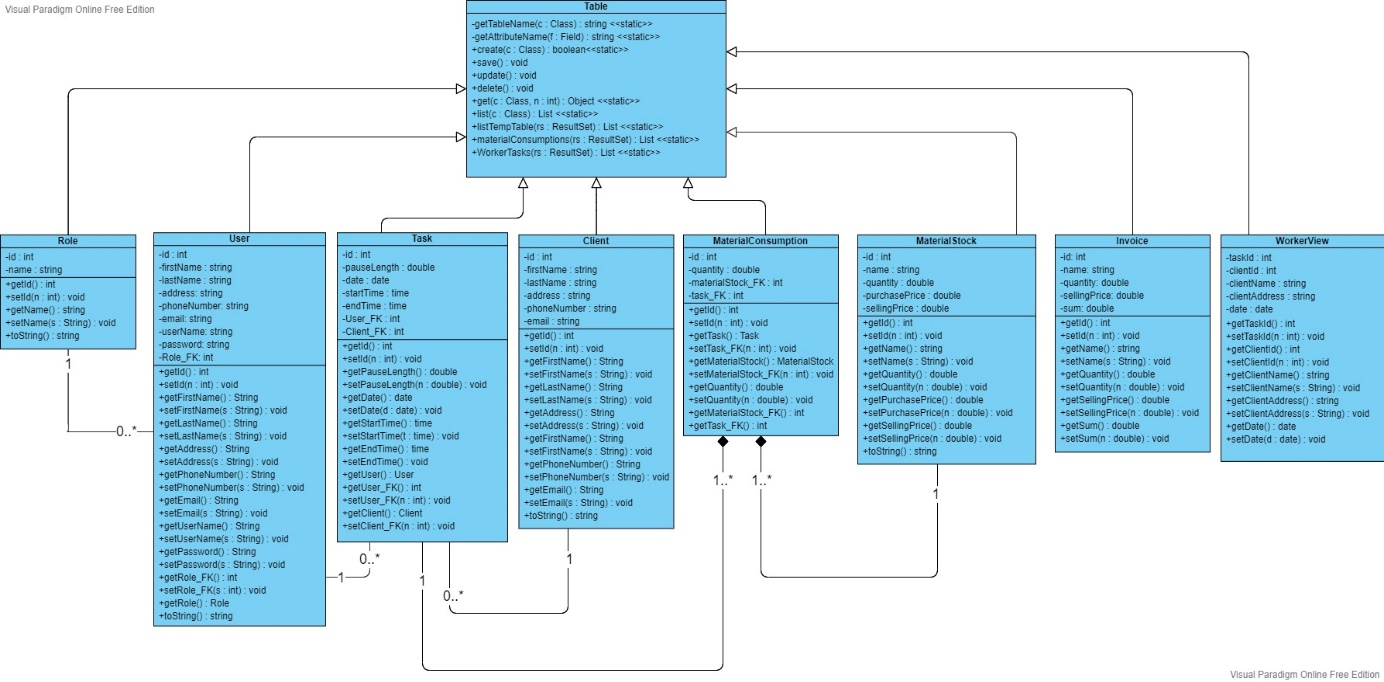 Visual Paradigm Online Free Edition
Table
-getTableName(c : Class) : string <<static>>
-getAttributeName(f : Field) : string <<static>>
+create(c : Class) : boolean<<static>>
+save() : void
+update() : void
+delete() : void
+get(c : Class, n : int) : Object <<static>>
+list(c : Class) : List <<static>>
+listTempTable(rs : ResultSet) : List <<static>>
+materialConsumptions(rs : ResultSet) : List <<static>>
+WorkerTasks(rs : ResultSet) : List <<static>>
Role
-id : int
-name : string
+getId() : int
+setId(n : int) : void
+getName() : string
+setName(s : String) : void
+toString() : string
1
0..*
User
-id : int
-firstName : string
-lastName : string
-address: string
-phoneNumber: string
-email: string
-userName: string
-password: string
-Role_FK: int
+getId() : int
+setId(n : int) : void
+getFirstName() : String
+setFirstName(s : String) : void
+getLastName() : String
+setLastName(s : String) : void
+getAddress() : String
+setAddress(s : String) : void
+getPhoneNumber() : String
+setPhoneNumber(s : String) : void
+getEmail() : String
+setEmail(s : String) : void
+getUserName() : String
+setUserName(s : String) : void
+getPassword() : String
+setPassword(s : String) : void
+getRole_FK() : int
+setRole_FK(s : int) : void
+getRole() : Role
+toString() : string
1
0..*
Task
-id : int
-pauseLength : double
-date : date
-startTime : time
-endTime : time
-User_FK : int
-Client_FK : int
+getId() : int
+setId(n : int) : void
+getPauseLength() : double
+setPauseLength(n : double) : void
+getDate() : date
+setDate(d : date) : void
+getStartTime() : time
+setStartTime(t : time) : void
+getEndTime() : time
+setEndTime() : void
+getUser() : User
+getUser_FK() : int
+setUser_FK(n : int) : void
+getClient() : Client
+setClient_FK(n : int) : void
1
0..*
Client
-id : int
-firstName : string
-lastName : string
-address : string
-phoneNumber : string
-email : string
+getId() : int
+setId(n : int) : void
+getFirstName() : String
+setFirstName(s : String) : void
+getLastName() : String
+setLastName(s : String) : void
+getAddress() : String
+setAddress(s : String) : void
+getFirstName() : String
+setFirstName(s : String) : void
+getPhoneNumber() : String
+setPhoneNumber(s : String) : void
+getEmail() : String
+setEmail(s : String) : void
+toString() : string
1
MaterialConsumption
-id : int
-quantity : double
-materialStock_FK : int
-task_FK : int
+getId() : int
+setId(n : int) : void
+getTask() : Task
+setTask_FK(n : int) : void
+getMaterialStock() : MaterialStock
+setMaterialStock_FK(n : int) : void
+getQuantity() : double
+setQuantity(n : double) : void
+getMaterialStock_FK() : int
+getTask_FK() : int
1..*
1..*
MaterialStock
-id : int
-name : string
-quantity : double
-purchasePrice : double
-sellingPrice : double
+getId() : int
+setId(n : int) : void
+getName() : string
+setName(s : String) : void
+getQuantity() : double
+setQuantity(n : double) : void
+getPurchasePrice() : double
+setPurchasePrice(n : double) : void
+getSellingPrice() : double
+setSellingPrice(n : double) : void
+toString() : string
1
Invoice
-id: int
-name: string
-quantity: double
-sellingPrice: double
-sum: double
+getId() : int
+setId(n : int) : void
+getName() : string
+setName(s : String) : void
+getQuantity() : double
+setQuantity(n : double) : void
+getSellingPrice() : double
+setSellingPrice(n : double) : void
+getSum() : double
+setSum(n : double) : void
WorkerView
-taskId : int
-clientId : int
-clientName : string
-clientAddress : string
-date : date
+getTaskId() : int
+setTaskId(n : int) : void
+getClientId() : int
+setClientId(n : int) : void
+getClientName() : string
+setClientName(s : String) : void
+getClientAddress() : string
+setClientAddress(s : String) : void
+getDate() : date
+setDate(d : date) : void
Visual Paradigm Online Free Edition